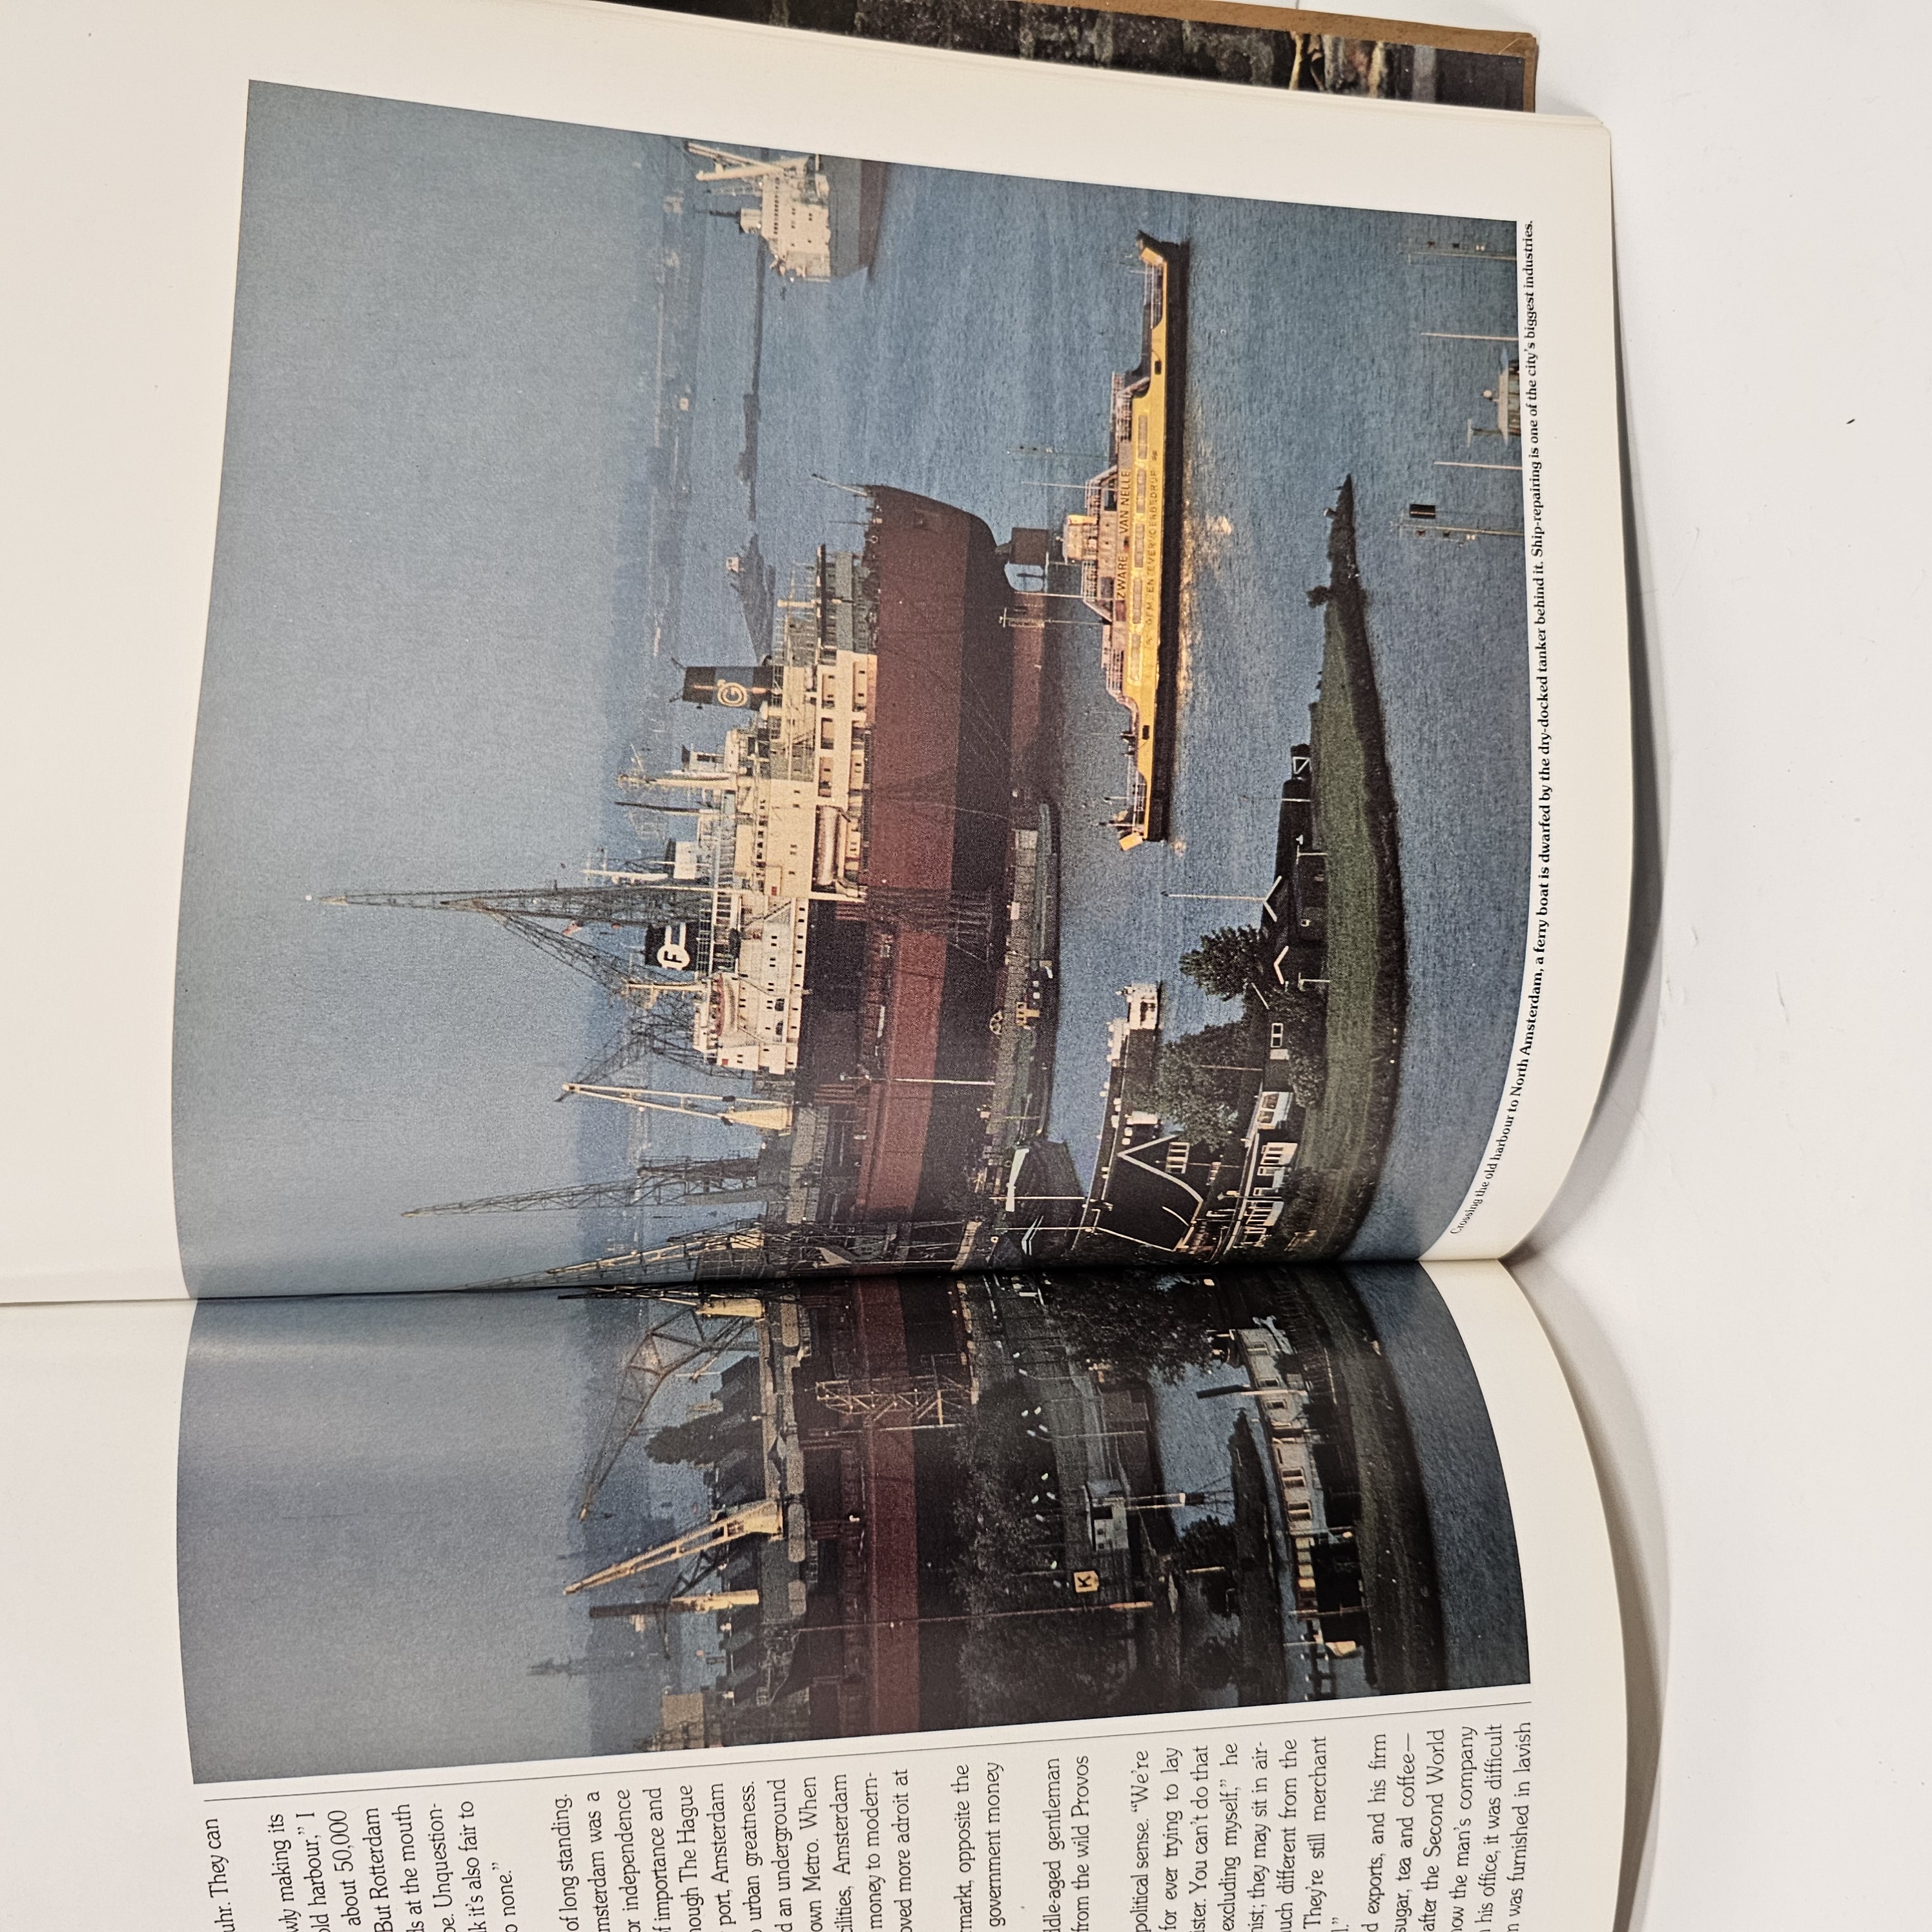 uhr. They can
wly making its
old harbour,” I
about 50,000
But Rotterdam
ds at the mouth
pe. Unquestion-
k it’s also fair to
o none.”
of long standing.
msterdam was a
or independence
of importance and
hough The Hague
port, Amsterdam
o urban greatness.
d an underground
own Metro. When
cilities, Amsterdam
money to modern-
oved more adroit at
rmarkt, opposite the
government money
ddle-aged gentleman
from the wild Provos
political sense. “We’re
for ever trying to lay
ister. You can’t do that
excluding myself,” he
nist; they may sit in air-
uch different from the
They’re still merchant
l.”
d exports, and his firm
sugar, tea and coffee—
after the Second World
how the man’s company
his office, it was difficult
n was furnished in lavish
F
G
K
ZWARE VAN NELLE
GEMEENTEVERVOERBEDRIJF
Crossing the old harbour to North Amsterdam, a ferry boat is dwarfed by the dry-docked tanker behind it. Ship-repairing is one of the city’s biggest industries.